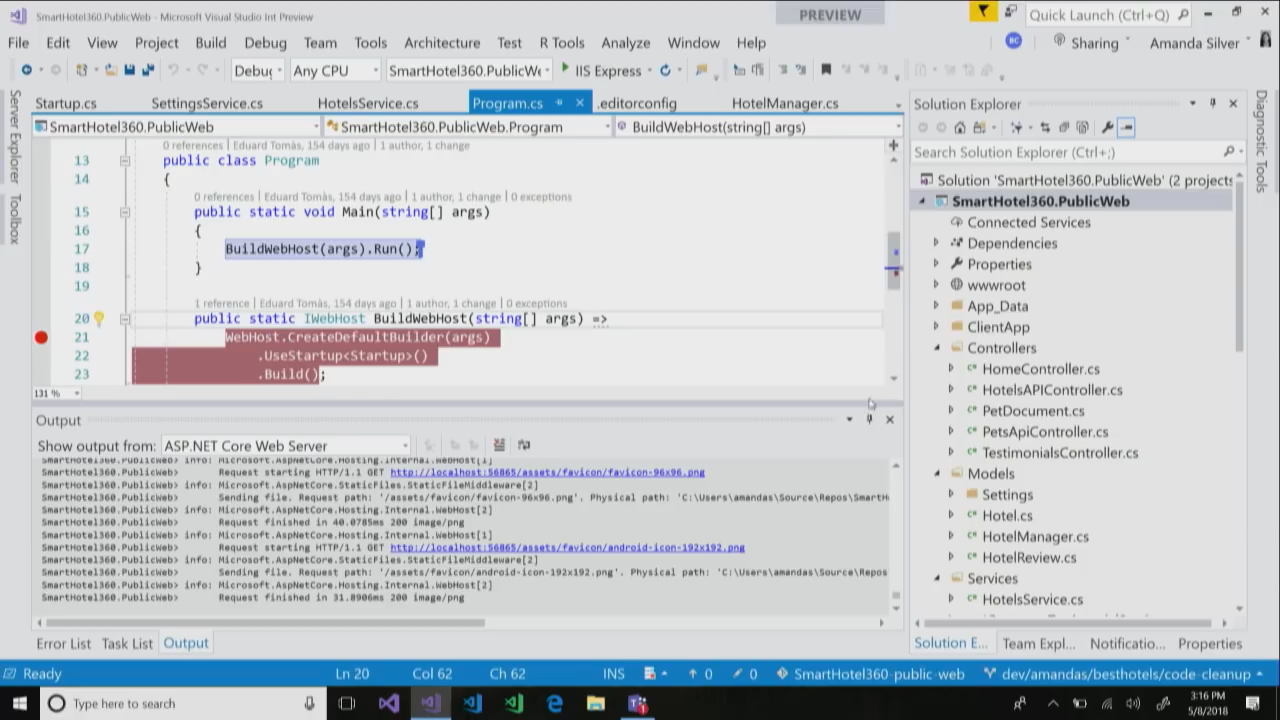 SmartHotel360.PublicWeb - Microsoft Visual Studio Int Preview
PREVIEW
Quick Launch (Ctrl+Q)
File Edit View Project Build Debug Team Tools Architecture Test R Tools Analyze Window Help
BC Sharing Amanda Silver
Debug Any CPU SmartHotel360.PublicWe IIS Express
Server Explorer
Toolbox
Startup.cs SettingsService.cs HotelsService.cs Program.cs .editorconfig HotelManager.cs
SmartHotel360.PublicWeb SmartHotel360.PublicWeb.Program BuildWebHost(string[] args)
0 references | Eduard Tomàs, 154 days ago | 1 author, 1 change
13 public class Program
14 {
0 references | Eduard Tomàs, 154 days ago | 1 author, 1 change | 0 exceptions
15 public static void Main(string[] args)
16 {
17 BuildWebHost(args).Run();
18 }
19
1 reference | Eduard Tomàs, 154 days ago | 1 author, 1 change | 0 exceptions
20 public static IWebHost BuildWebHost(string[] args) =>
21 WebHost.CreateDefaultBuilder(args)
22 .UseStartup<Startup>()
23 .Build();
131 %
Output
Show output from: ASP.NET Core Web Server
SmartHotel360.PublicWeb> info: Microsoft.AspNetCore.Hosting.Internal.WebHost[1]
SmartHotel360.PublicWeb> Request starting HTTP/1.1 GET http://localhost:56865/assets/favicon/favicon-96x96.png
SmartHotel360.PublicWeb> info: Microsoft.AspNetCore.StaticFiles.StaticFileMiddleware[2]
SmartHotel360.PublicWeb> Sending file. Request path: '/assets/favicon/favicon-96x96.png'. Physical path: 'C:\Users\amandas\Source\Repos\SmartH
SmartHotel360.PublicWeb> info: Microsoft.AspNetCore.Hosting.Internal.WebHost[2]
SmartHotel360.PublicWeb> Request finished in 40.0785ms 200 image/png
SmartHotel360.PublicWeb> info: Microsoft.AspNetCore.Hosting.Internal.WebHost[1]
SmartHotel360.PublicWeb> Request starting HTTP/1.1 GET http://localhost:56865/assets/favicon/android-icon-192x192.png
SmartHotel360.PublicWeb> info: Microsoft.AspNetCore.StaticFiles.StaticFileMiddleware[2]
SmartHotel360.PublicWeb> Sending file. Request path: '/assets/favicon/android-icon-192x192.png'. Physical path: 'C:\Users\amandas\Source\Repos
SmartHotel360.PublicWeb> info: Microsoft.AspNetCore.Hosting.Internal.WebHost[2]
SmartHotel360.PublicWeb> Request finished in 31.8906ms 200 image/png
Error List Task List Output
Solution Explorer
Search Solution Explorer (Ctrl+;)
Solution 'SmartHotel360.PublicWeb' (2 projects
SmartHotel360.PublicWeb
Connected Services
Dependencies
Properties
wwwroot
App_Data
ClientApp
Controllers
C# HomeController.cs
C# HotelsAPIController.cs
C# PetDocument.cs
C# PetsApiController.cs
C# TestimonialsController.cs
Models
Settings
C# Hotel.cs
C# HotelManager.cs
C# HotelReview.cs
Services
C# HotelsService.cs
Solution E... Team Expl... Notificatio... Properties
Diagnostic Tools
Ready Ln 20 Col 62 Ch 62 INS 0 0 SmartHotel360-public-web dev/amandas/besthotels/code-cleanup
Type here to search
3:16 PM
5/8/2018